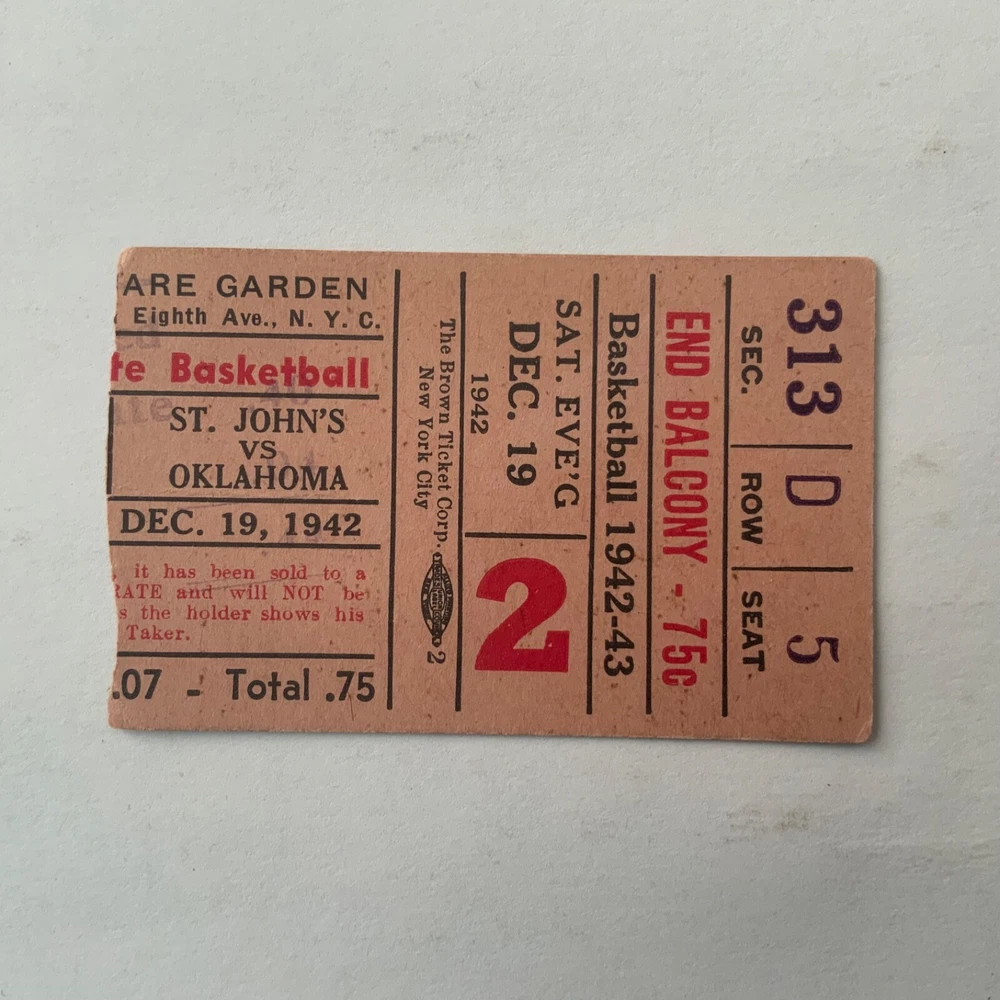 ARE GARDEN
Eighth Ave., N. Y. C.
te Basketball
ST. JOHN'S
VS
OKLAHOMA
DEC. 19, 1942
it has been sold to a
RATE and will NOT be
s the holder shows his
Taker.
.07 - Total .75
The Brown Ticket Corp. 2
New York City
1942
SAT. EVE'G
DEC. 19
2
Basketball 1942-43
END BALCONY - 75c
SEC. ROW SEAT
313 D 5